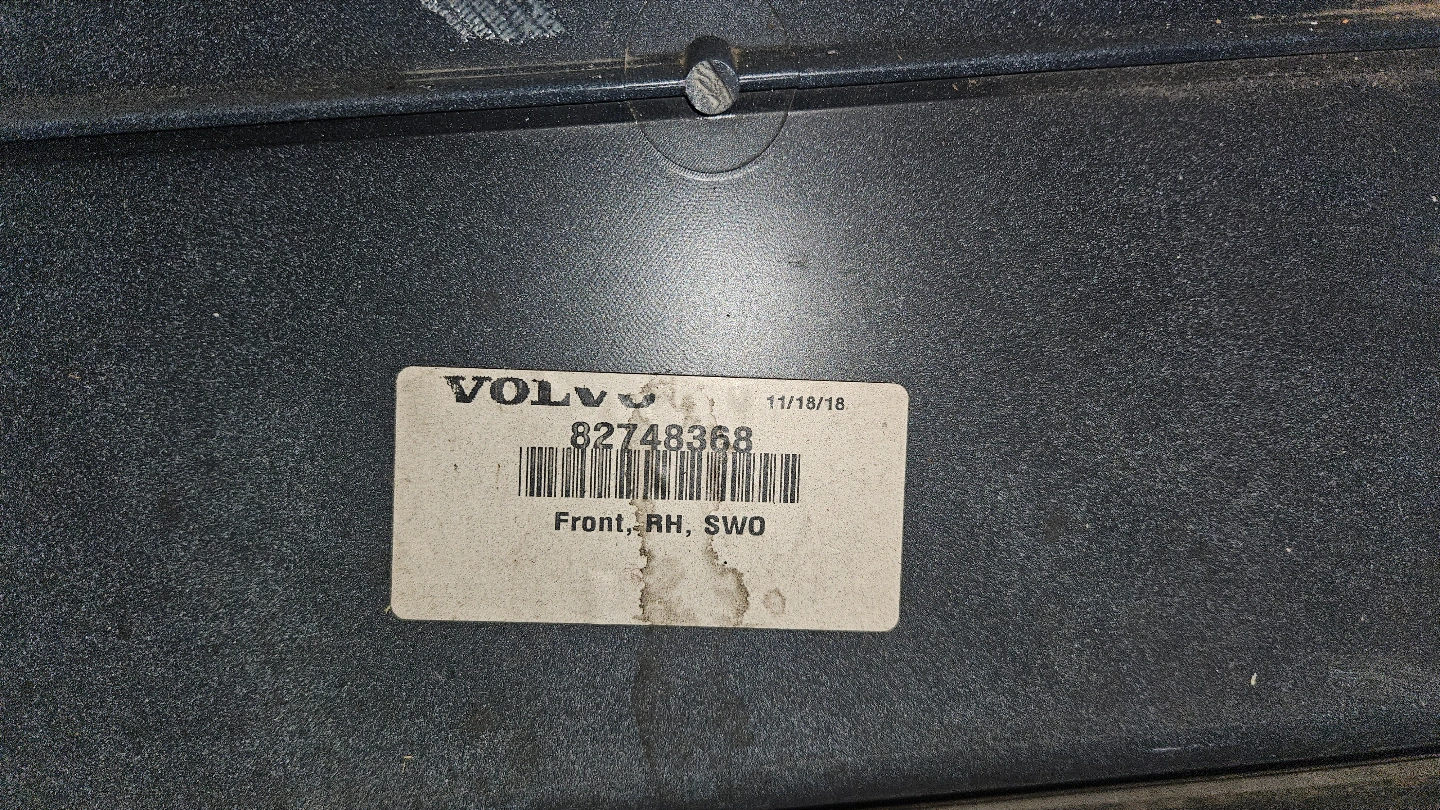 VOLVO 11/18/18
82748368
Front, RH, SWO